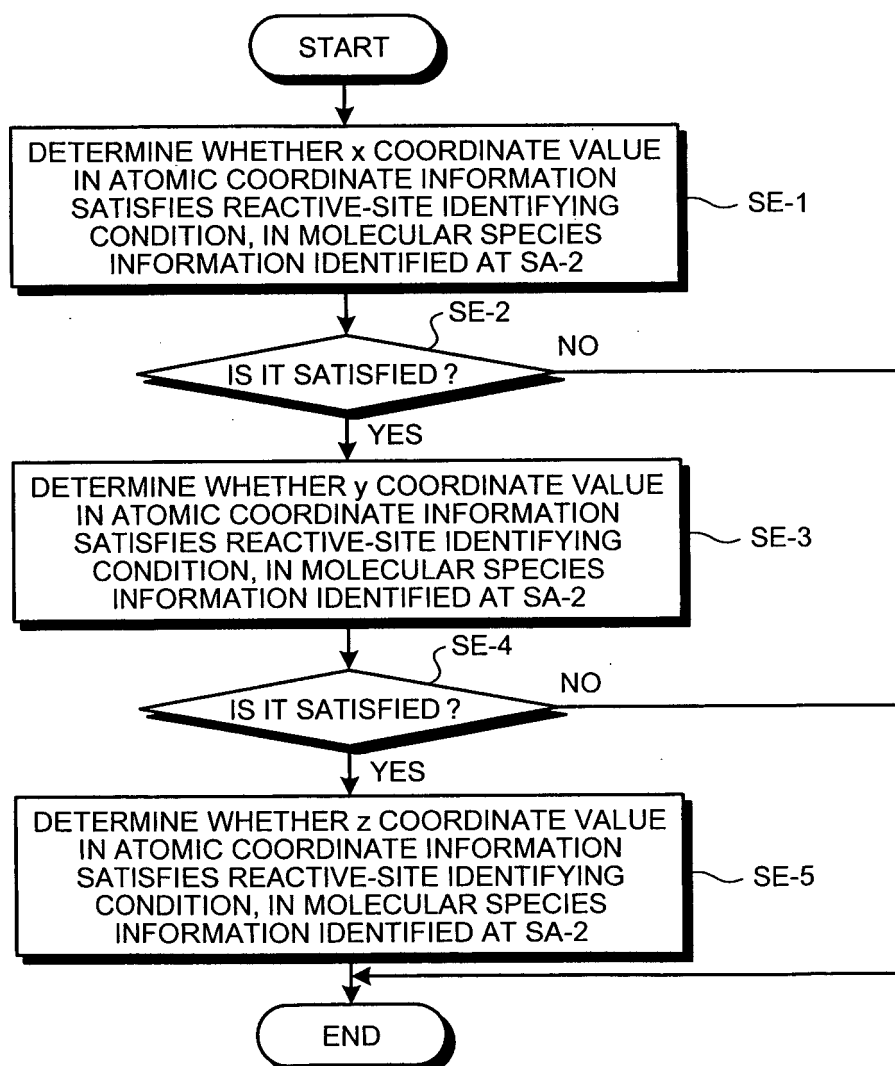 START
DETERMINE WHETHER x COORDINATE VALUE
IN ATOMIC COORDINATE INFORMATION
SATISFIES REACTIVE-SITE IDENTIFYING
CONDITION, IN MOLECULAR SPECIES
INFORMATION IDENTIFIED AT SA-2
SE-1
SE-2
IS IT SATISFIED ?
NO
YES
DETERMINE WHETHER y COORDINATE VALUE
IN ATOMIC COORDINATE INFORMATION
SATISFIES REACTIVE-SITE IDENTIFYING
CONDITION, IN MOLECULAR SPECIES
INFORMATION IDENTIFIED AT SA-2
SE-3
SE-4
IS IT SATISFIED ?
NO
YES
DETERMINE WHETHER z COORDINATE VALUE
IN ATOMIC COORDINATE INFORMATION
SATISFIES REACTIVE-SITE IDENTIFYING
CONDITION, IN MOLECULAR SPECIES
INFORMATION IDENTIFIED AT SA-2
SE-5
END